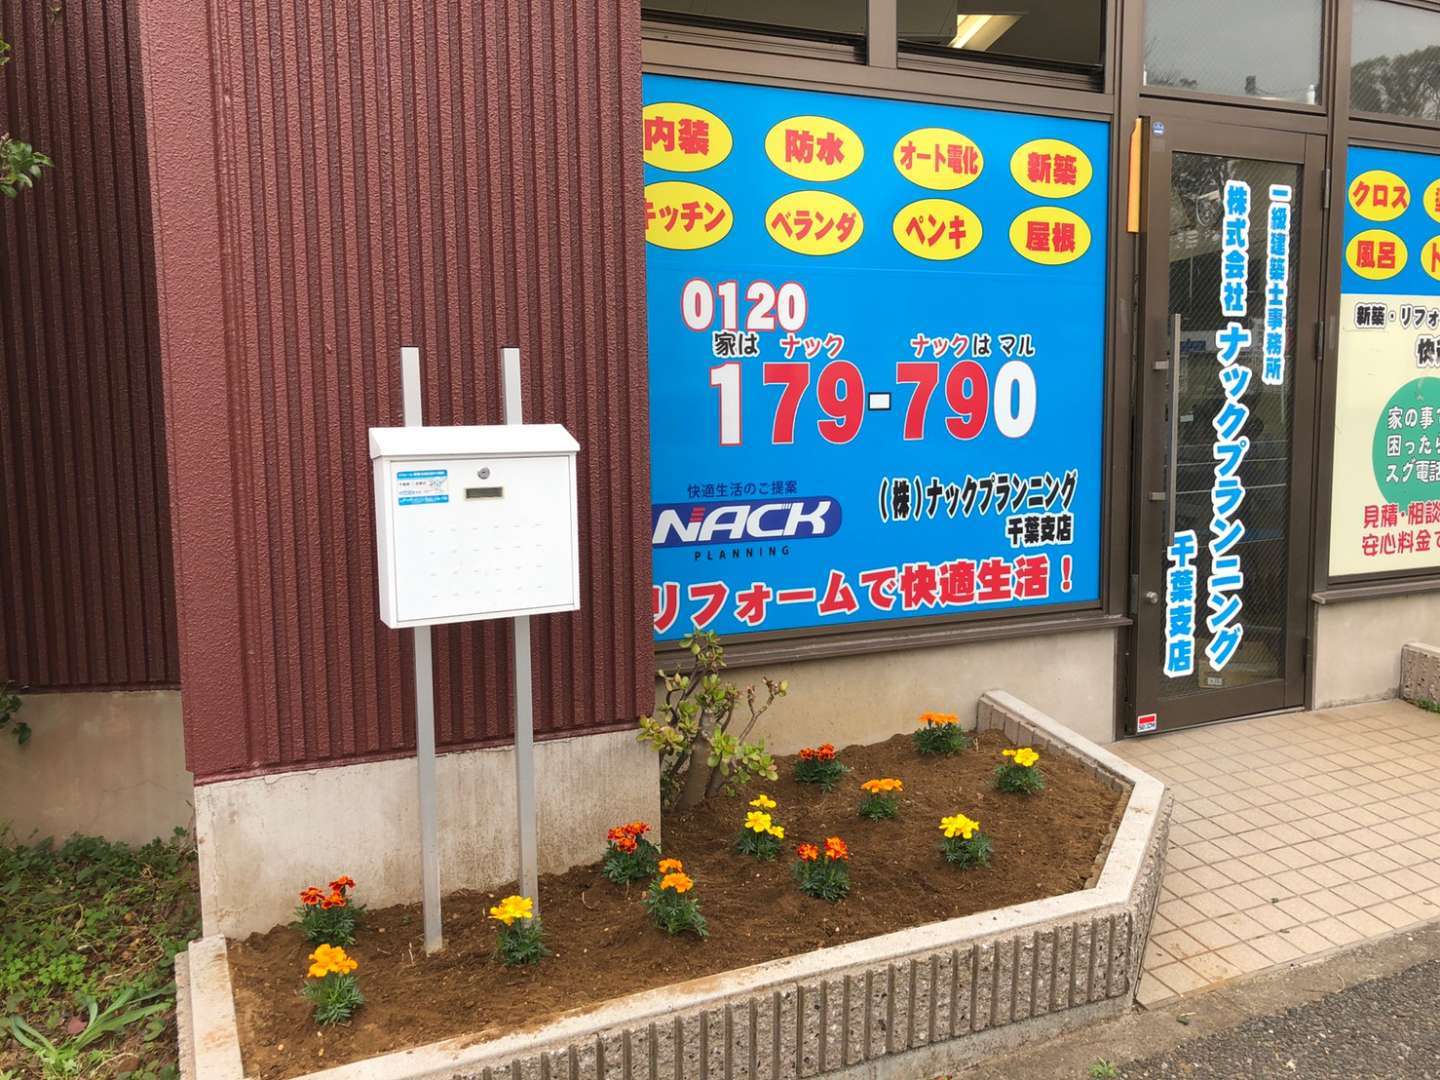 内装 防水 オート電化 新築
キッチン ベランダ ペンキ 屋根
0120
家は ナック ナックは マル
179-790
快適生活のご提案
NACK
PLANNING
(株)ナックプランニング
千葉支店
リフォームで快適生活!
一級建築士事務所
株式会社 ナックプランニング
千葉支店
クロス
風呂
新築・リフォ
家の事で
困ったら
スグ電話
見積・相談
安心料金で